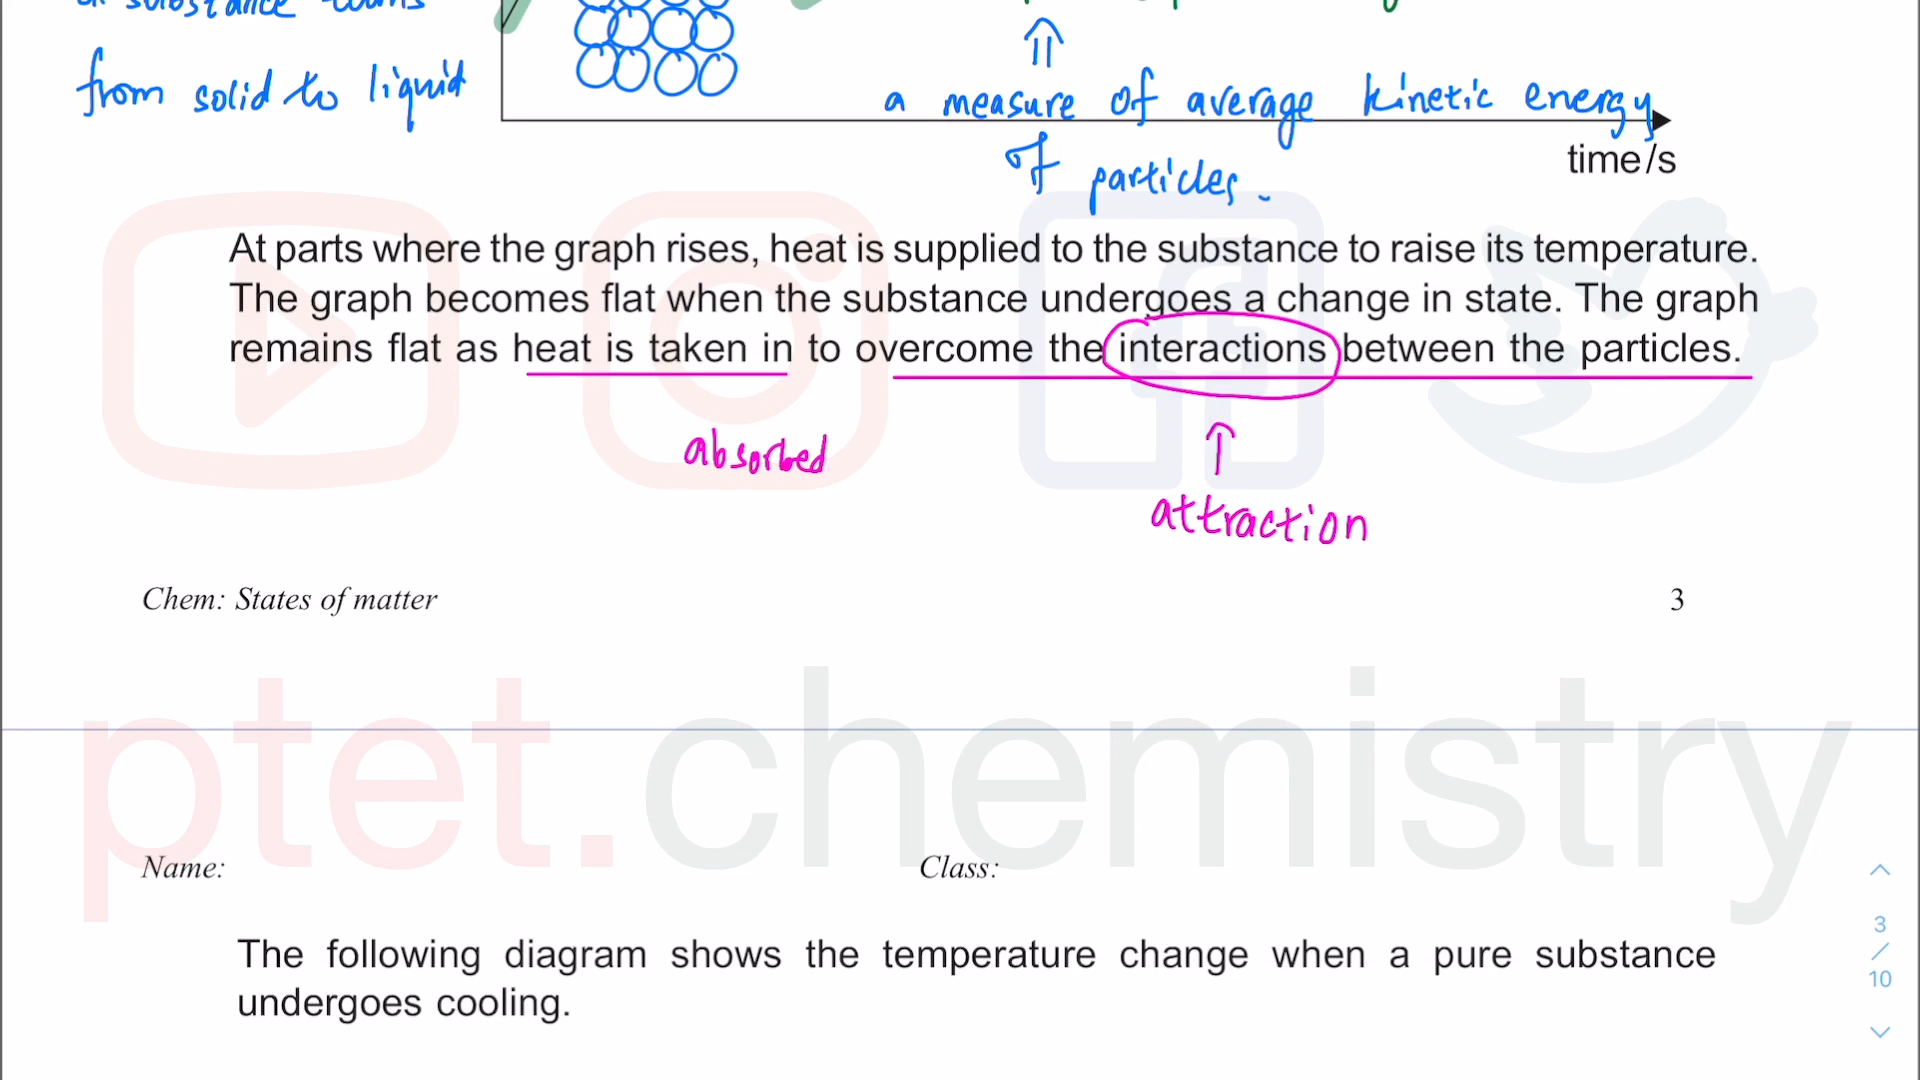 from solid to liquid
a measure of average kinetic energy
of particles.
time/s
At parts where the graph rises, heat is supplied to the substance to raise its temperature.
The graph becomes flat when the substance undergoes a change in state. The graph
remains flat as heat is taken in to overcome the interactions between the particles.
absorbed
attraction
Chem: States of matter 3
ptet.chemistry
Name: Class:
The following diagram shows the temperature change when a pure substance
undergoes cooling.
3
/
10